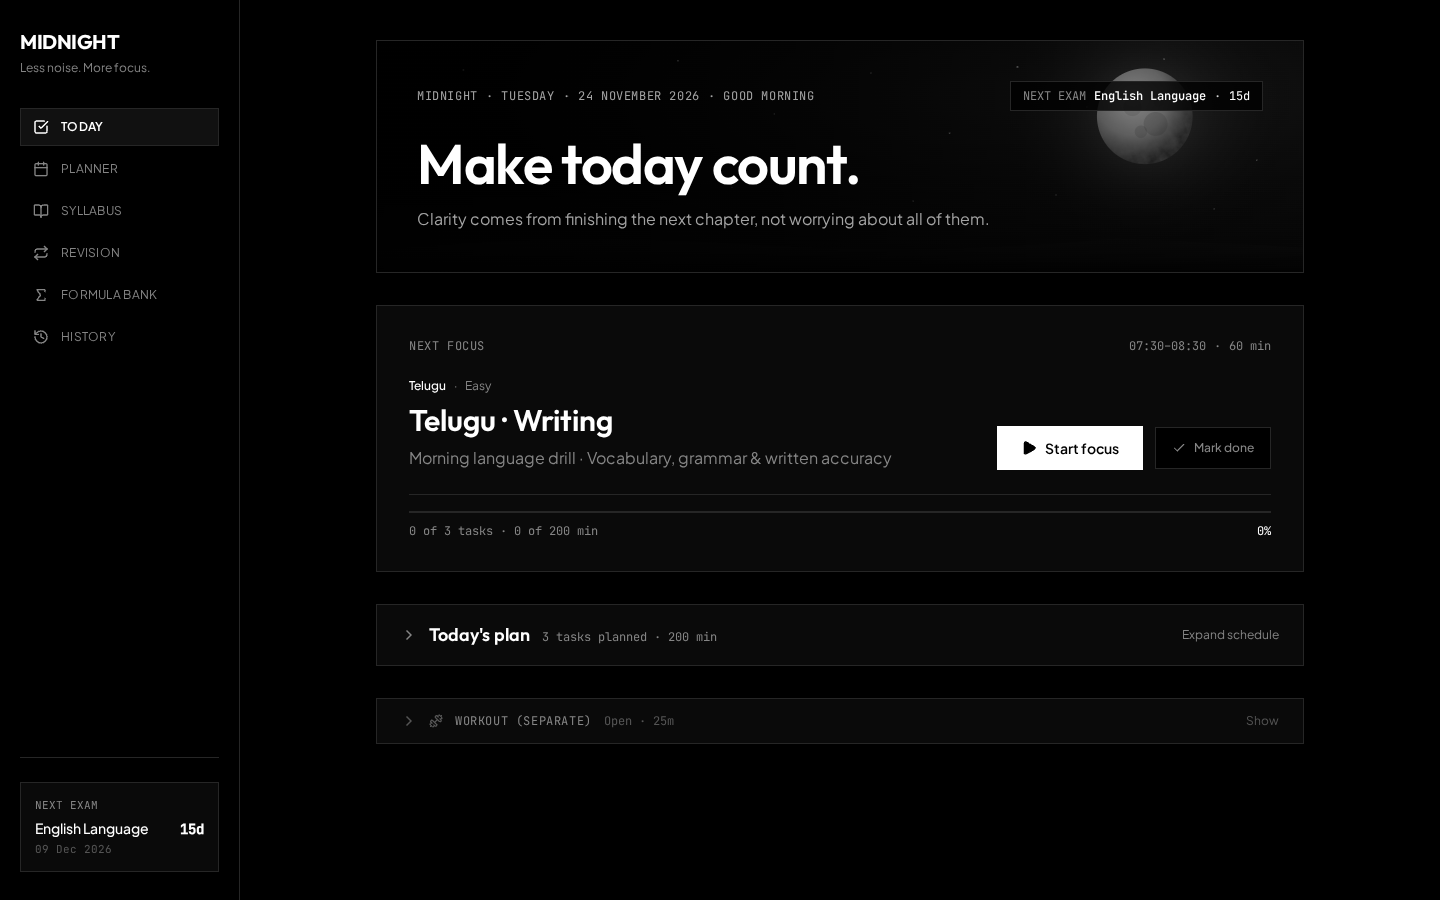 MIDNIGHT
Less noise. More focus.
TODAY
PLANNER
SYLLABUS
REVISION
FORMULA BANK
HISTORY
NEXT EXAM
English Language 15d
09 Dec 2026
MIDNIGHT · TUESDAY · 24 NOVEMBER 2026 · GOOD MORNING
NEXT EXAM English Language · 15d
Make today count.
Clarity comes from finishing the next chapter, not worrying about all of them.
NEXT FOCUS
07:30–08:30 · 60 min
Telugu · Easy
Telugu · Writing
Morning language drill · Vocabulary, grammar & written accuracy
Start focus
Mark done
0 of 3 tasks · 0 of 200 min
0%
Today's plan 3 tasks planned · 200 min
Expand schedule
WORKOUT (SEPARATE) Open · 25m
Show